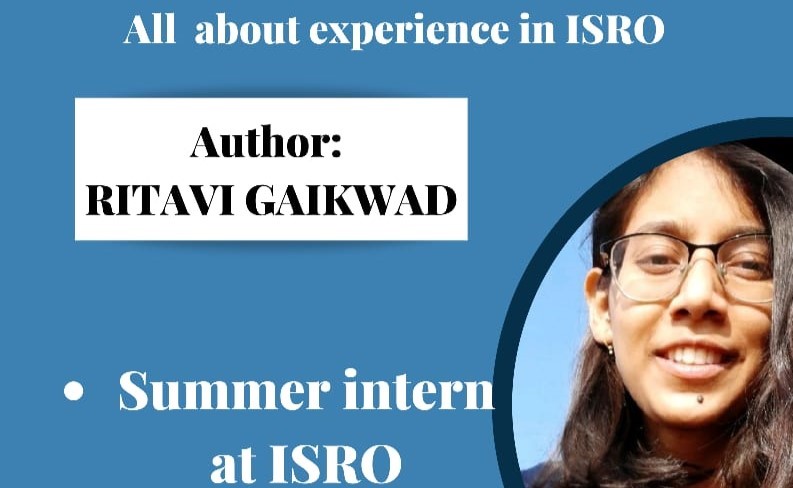 All about experience in ISRO
Author:
RITAVI GAIKWAD
• Summer intern
at ISRO